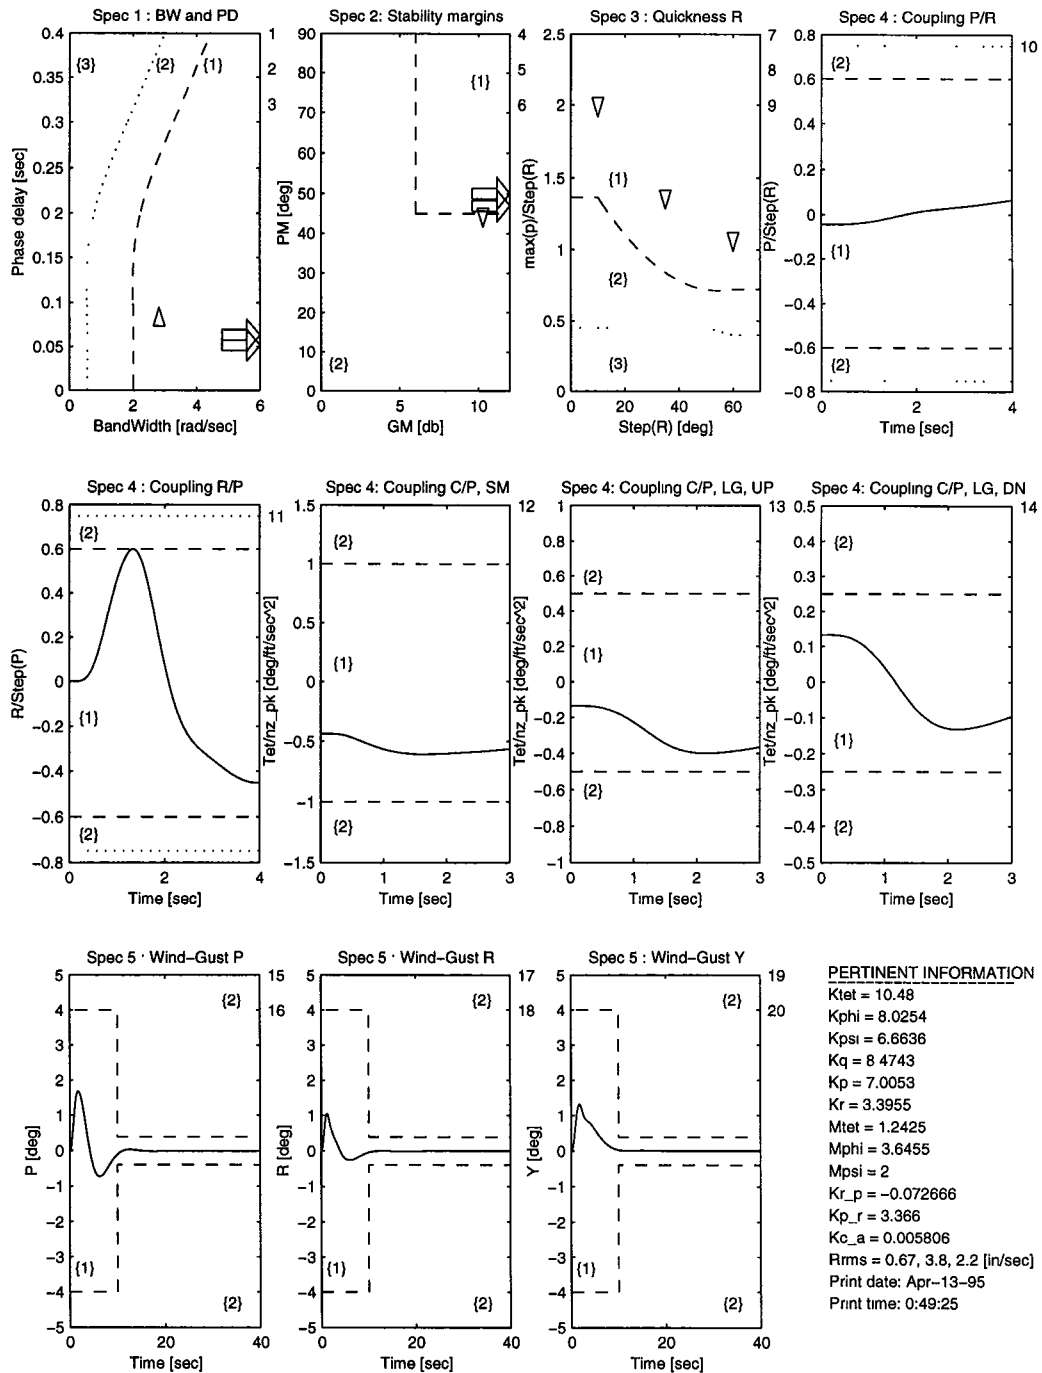 Spec 1 : BW and PD
Phase delay [sec]
0.4
0.35
0.3
0.25
0.2
0.15
0.1
0.05
0
{3}
{2}
{1}
1
2
3
0 2 4 6
BandWidth [rad/sec]
Spec 2: Stability margins
PM [deg]
90
80
70
60
50
40
30
20
10
0
{1}
{2}
4
5
6
0 5 10
GM [db]
Spec 3 : Quickness R
max(p)/Step(R)
2.5
2
1.5
1
0.5
0
{1}
{2}
{3}
7
8
9
0 20 40 60
Step(R) [deg]
Spec 4 : Coupling P/R
P/Step(R)
0.8
0.6
0.4
0.2
0
-0.2
-0.4
-0.6
-0.8
{2}
{1}
{2}
10
0 2 4
Time [sec]
Spec 4 : Coupling R/P
R/Step(P)
0.8
0.6
0.4
0.2
0
-0.2
-0.4
-0.6
-0.8
{2}
{1}
{2}
11
0 2 4
Time [sec]
Spec 4: Coupling C/P, SM
Tet/nz_pk [deg/ft/sec^2]
1.5
1
0.5
0
-0.5
-1
-1.5
{2}
{1}
{2}
12
0 1 2 3
Time [sec]
Spec 4: Coupling C/P, LG, UP
Tet/nz_pk [deg/ft/sec^2]
1
0.8
0.6
0.4
0.2
0
-0.2
-0.4
-0.6
-0.8
-1
{2}
{1}
{2}
13
0 1 2 3
Time [sec]
Spec 4: Coupling C/P, LG, DN
Tet/nz_pk [deg/ft/sec^2]
0.5
0.4
0.3
0.2
0.1
0
-0.1
-0.2
-0.3
-0.4
-0.5
{2}
{1}
{2}
14
0 1 2 3
Time [sec]
Spec 5 : Wind-Gust P
P [deg]
5
4
3
2
1
0
-1
-2
-3
-4
-5
{2}
{1}
{2}
15
16
0 20 40
Time [sec]
Spec 5 : Wind-Gust R
R [deg]
5
4
3
2
1
0
-1
-2
-3
-4
-5
{2}
{1}
{2}
17
18
0 20 40
Time [sec]
Spec 5 : Wind-Gust Y
Y [deg]
5
4
3
2
1
0
-1
-2
-3
-4
-5
{2}
{1}
{2}
19
20
0 20 40
Time [sec]
PERTINENT INFORMATION
Ktet = 10.48
Kphi = 8.0254
Kpsi = 6.6636
Kq = 8 4743
Kp = 7.0053
Kr = 3.3955
Mtet = 1.2425
Mphi = 3.6455
Mpsi = 2
Kr_p = -0.072666
Kp_r = 3.366
Kc_a = 0.005806
Rrms = 0.67, 3.8, 2.2 [in/sec]
Print date: Apr-13-95
Print time: 0:49:25